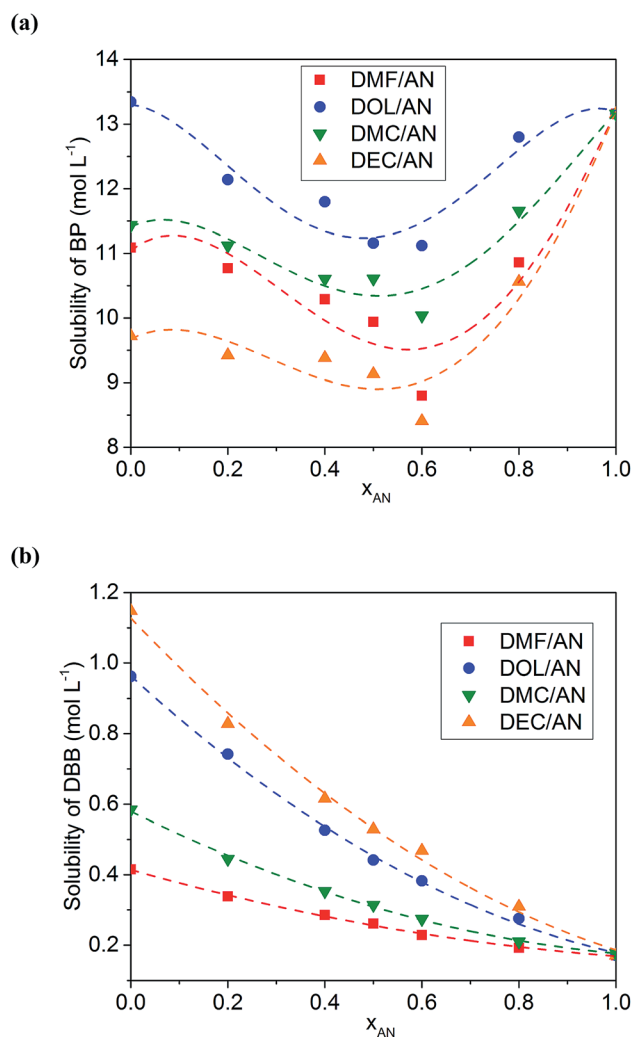 (a)
Solubility of BP (mol L⁻¹)
14
13
12
11
10
9
8
DMF/AN
DOL/AN
DMC/AN
DEC/AN
0.0 0.2 0.4 0.6 0.8 1.0
xAN
(b)
Solubility of DBB (mol L⁻¹)
1.2
1.0
0.8
0.6
0.4
0.2
DMF/AN
DOL/AN
DMC/AN
DEC/AN
0.0 0.2 0.4 0.6 0.8 1.0
xAN